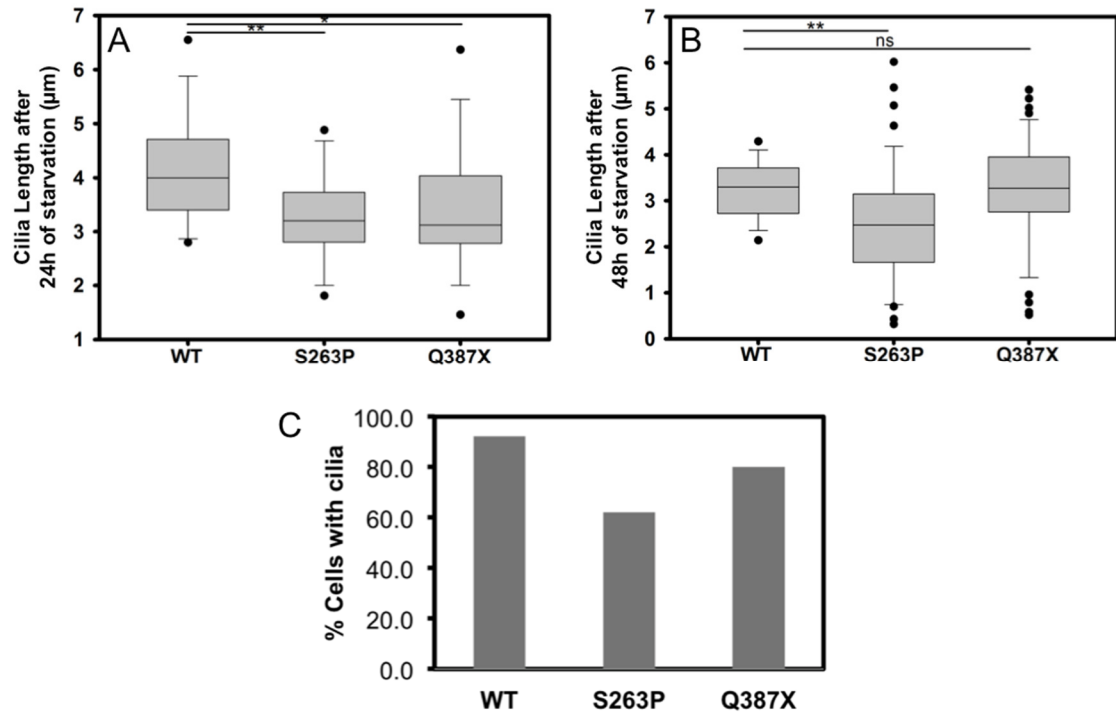 A
Cilia Length after
24h of starvation (µm)
7
6
5
4
3
2
1
*
**
WT
S263P
Q387X
B
Cilia Length after
48h of starvation (µm)
7
6
5
4
3
2
1
0
**
ns
WT
S263P
Q387X
C
% Cells with cilia
100.0
80.0
60.0
40.0
20.0
0.0
WT
S263P
Q387X